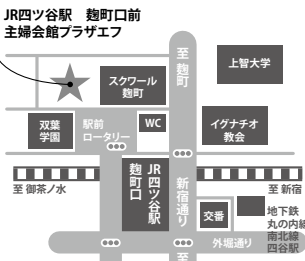 JR四ツ谷駅　麹町口前
主婦会館プラザエフ
至 麹町
上智大学
スクワール
麹町
双葉
学園
駅前
ロータリー
WC
イグナチオ
教会
JR四ツ谷駅
麹町口
新宿通り
至 御茶ノ水
至 新宿
交番
地下鉄
丸の内線
南北線
四谷駅
外堀通り
至